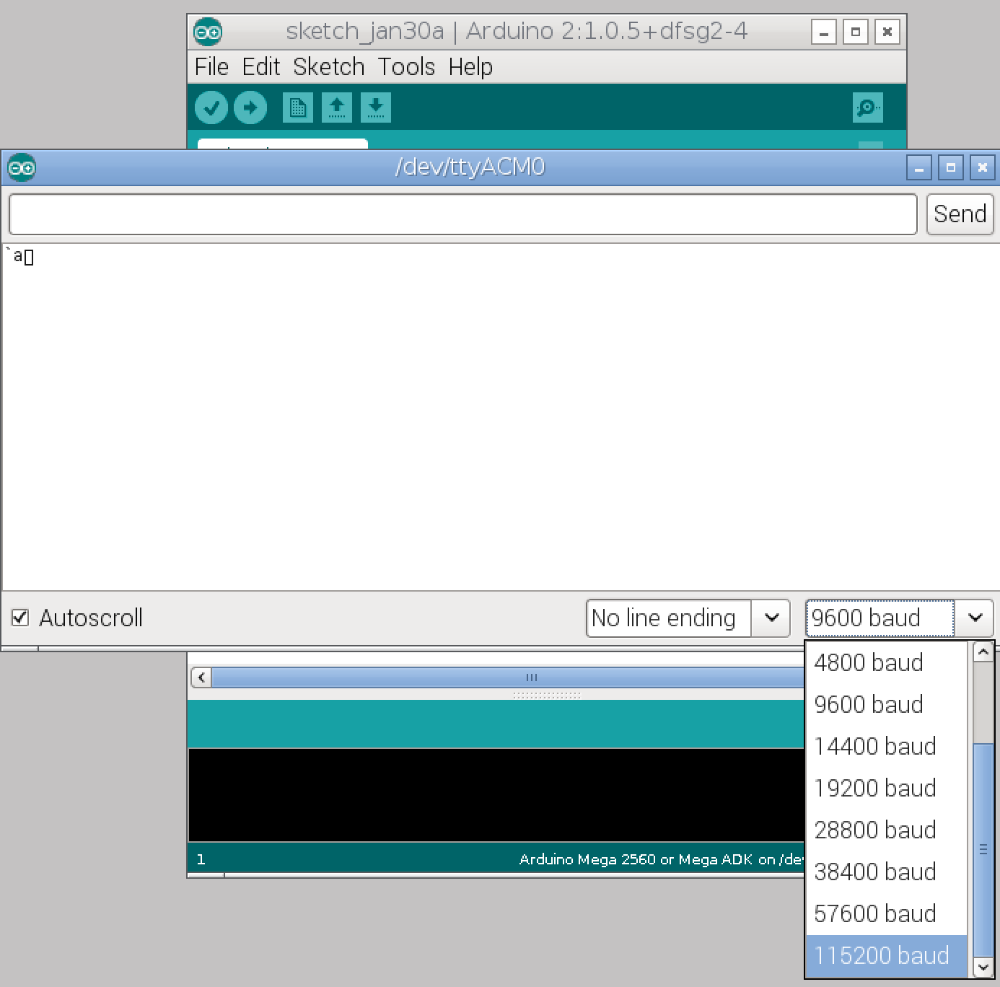 sketch_jan30a | Arduino 2:1.0.5+dfsg2-4
File Edit Sketch Tools Help
/dev/ttyACM0
Send
`a
Autoscroll
No line ending
9600 baud
4800 baud
9600 baud
14400 baud
19200 baud
28800 baud
38400 baud
57600 baud
115200 baud
1
Arduino Mega 2560 or Mega ADK on /de